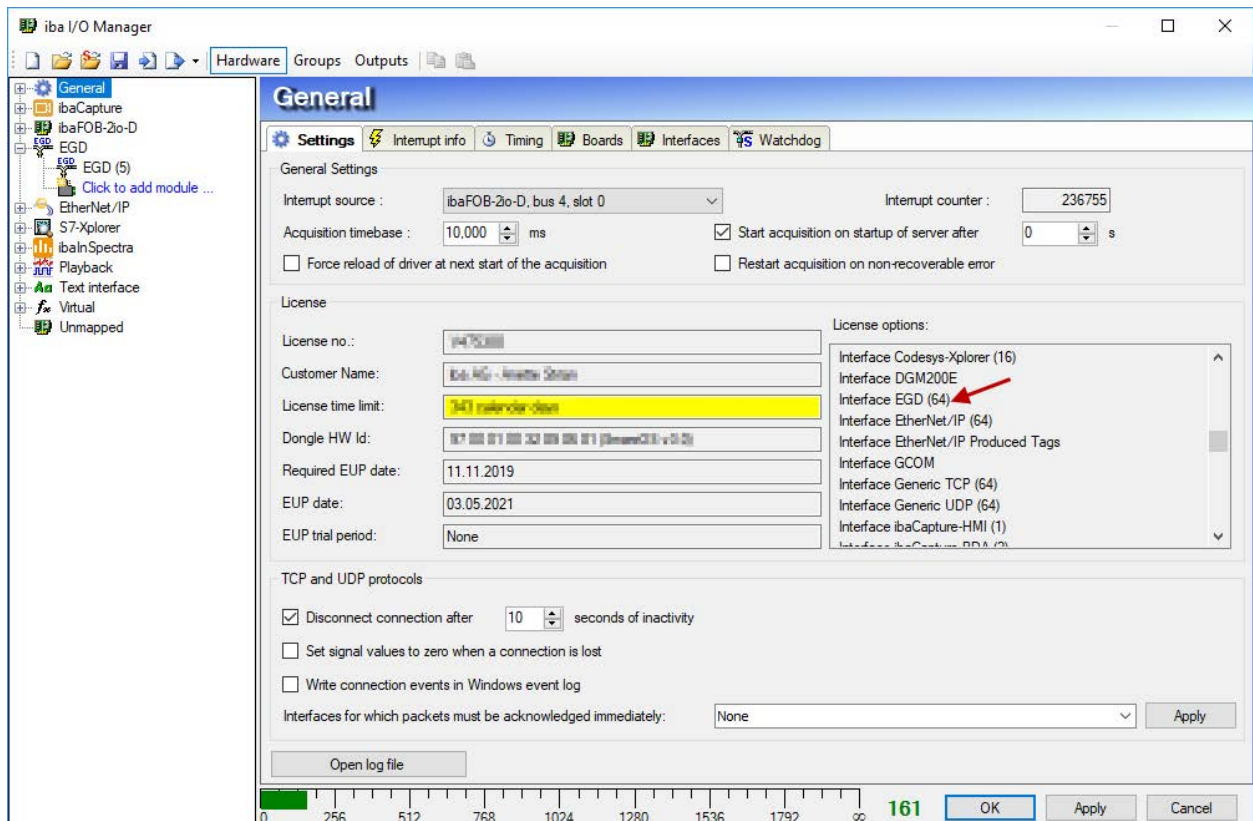 iba I/O Manager
Hardware Groups Outputs
General
ibaCapture
ibaFOB-2io-D
EGD
EGD (5)
Click to add module ...
EtherNet/IP
S7-Xplorer
ibaInSpectra
Playback
Text interface
Virtual
Unmapped
General
Settings Interrupt info Timing Boards Interfaces Watchdog
General Settings
Interrupt source : ibaFOB-2io-D, bus 4, slot 0 Interrupt counter : 236755
Acquisition timebase : 10,000 ms Start acquisition on startup of server after 0 s
Force reload of driver at next start of the acquisition Restart acquisition on non-recoverable error
License
License no.:
Customer Name:
License time limit:
Dongle HW Id:
Required EUP date: 11.11.2019
EUP date: 03.05.2021
EUP trial period: None
License options:
Interface Codesys-Xplorer (16)
Interface DGM200E
Interface EGD (64)
Interface EtherNet/IP (64)
Interface EtherNet/IP Produced Tags
Interface GCOM
Interface Generic TCP (64)
Interface Generic UDP (64)
Interface ibaCapture-HMI (1)
TCP and UDP protocols
Disconnect connection after 10 seconds of inactivity
Set signal values to zero when a connection is lost
Write connection events in Windows event log
Interfaces for which packets must be acknowledged immediately: None Apply
Open log file
0 256 512 768 1024 1280 1536 1792 ∞ 161 OK Apply Cancel